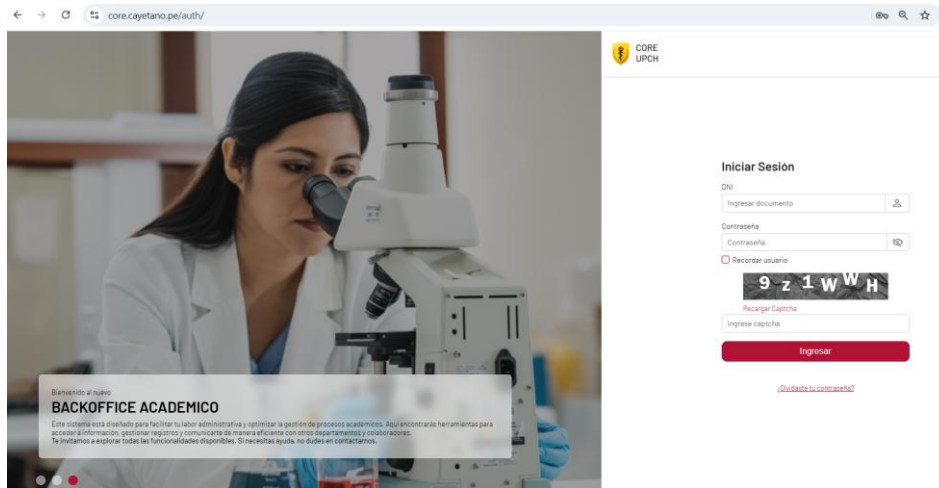 core.cayetano.pe/auth/
CORE
UPCH
Iniciar Sesión
DNI
Ingresar documento
Contraseña
Contraseña
Recordar usuario
9 z 1 w W H
Recargar Captcha
Ingrese captcha
Ingresar
¿Olvidaste tu contraseña?
Bienvenido al nuevo
BACKOFFICE ACADEMICO
Este sistema está diseñado para facilitar tu labor administrativa y optimizar la gestión de procesos académicos. Aquí encontrarás herramientas para
acceder a información, gestionar registros y comunicarte de manera eficiente con otros departamentos y colaboradores.
Te invitamos a explorar todas las funcionalidades disponibles. Si necesitas ayuda, no dudes en contactarnos.